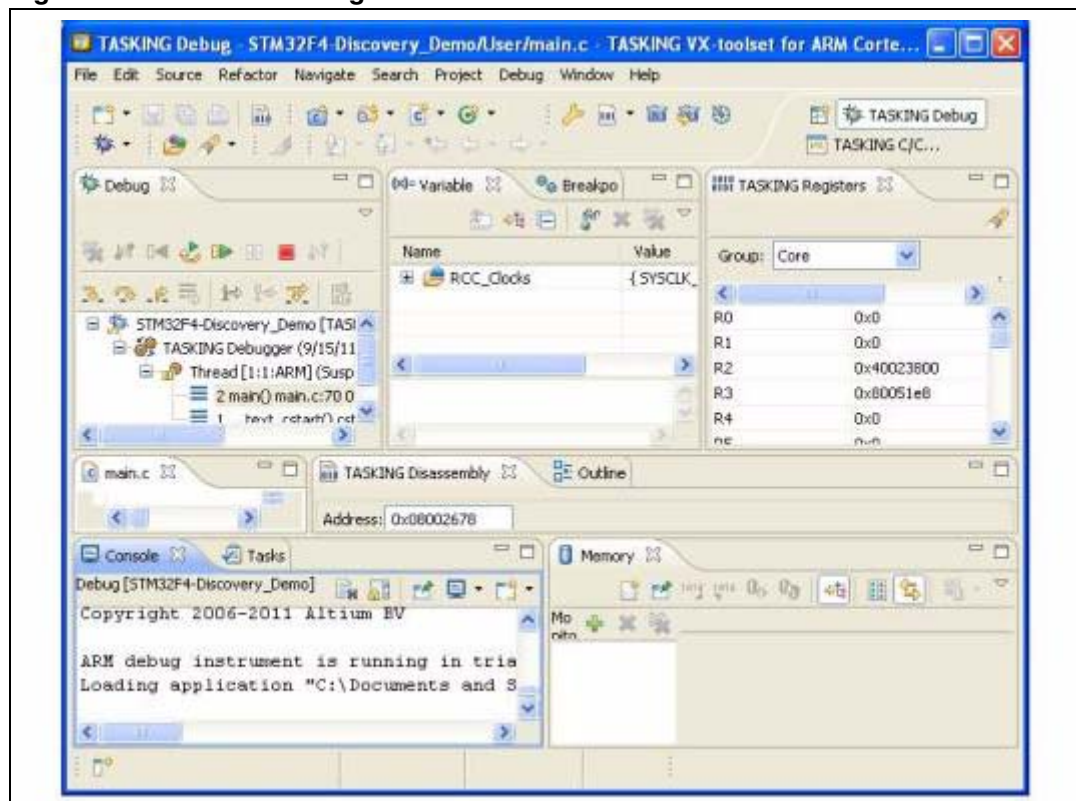 TASKING Debug - STM32F4-Discovery_Demo/User/main.c - TASKING VX-toolset for ARM Corte...
File Edit Source Refactor Navigate Search Project Debug Window Help
TASKING Debug
TASKING C/C...
Debug
Variable
Breakpo
TASKING Registers
Name Value
RCC_Clocks {SYSCLK_
Group: Core
STM32F4-Discovery_Demo [TASI
TASKING Debugger (9/15/11
Thread [1:1:ARM] (Susp
2 main() main.c:70 0
R0 0x0
R1 0x0
R2 0x40023800
R3 0x80051e8
R4 0x0
main.c
TASKING Disassembly
Outline
Address: 0x08002678
Console
Tasks
Memory
Debug [STM32F4-Discovery_Demo]
Copyright 2006-2011 Altium BV
ARM debug instrument is running in tria
Loading application "C:\Documents and S
Mo